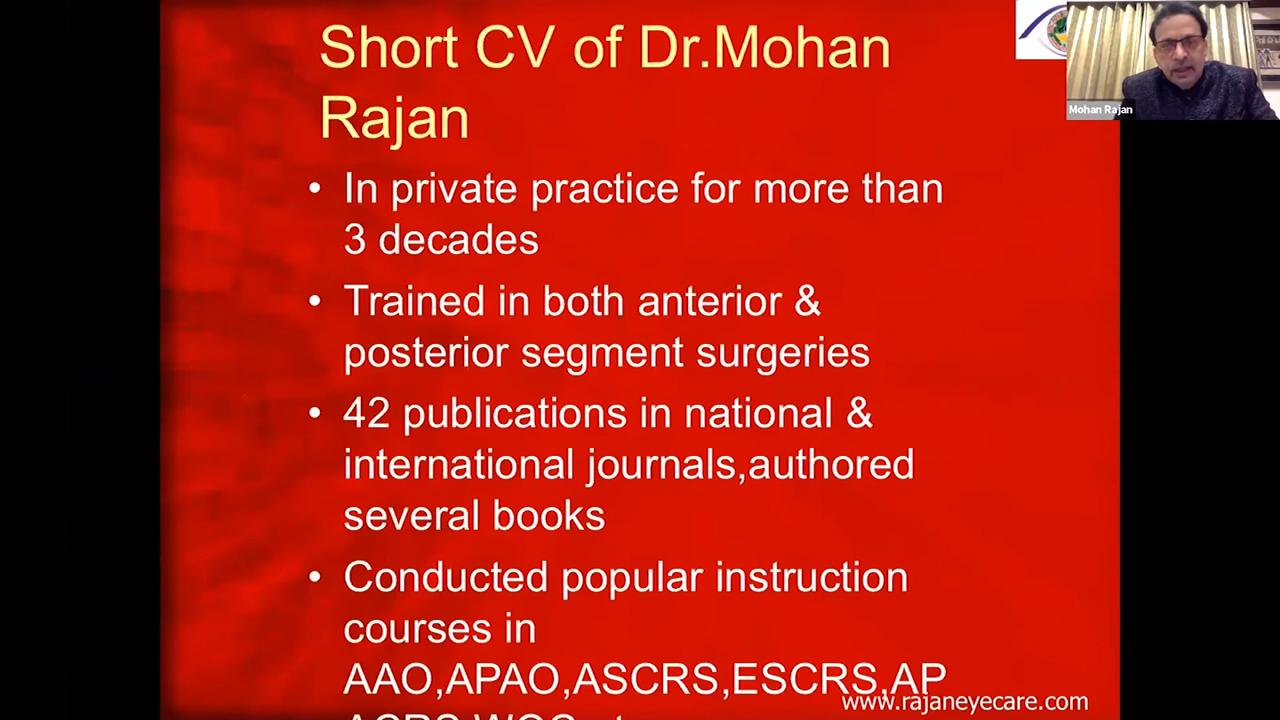 Short CV of Dr.Mohan
Rajan
Mohan Rajan
• In private practice for more than
3 decades
• Trained in both anterior &
posterior segment surgeries
• 42 publications in national &
international journals,authored
several books
• Conducted popular instruction
courses in
AAO,APAO,ASCRS,ESCRS,AP
www.rajaneyecare.com